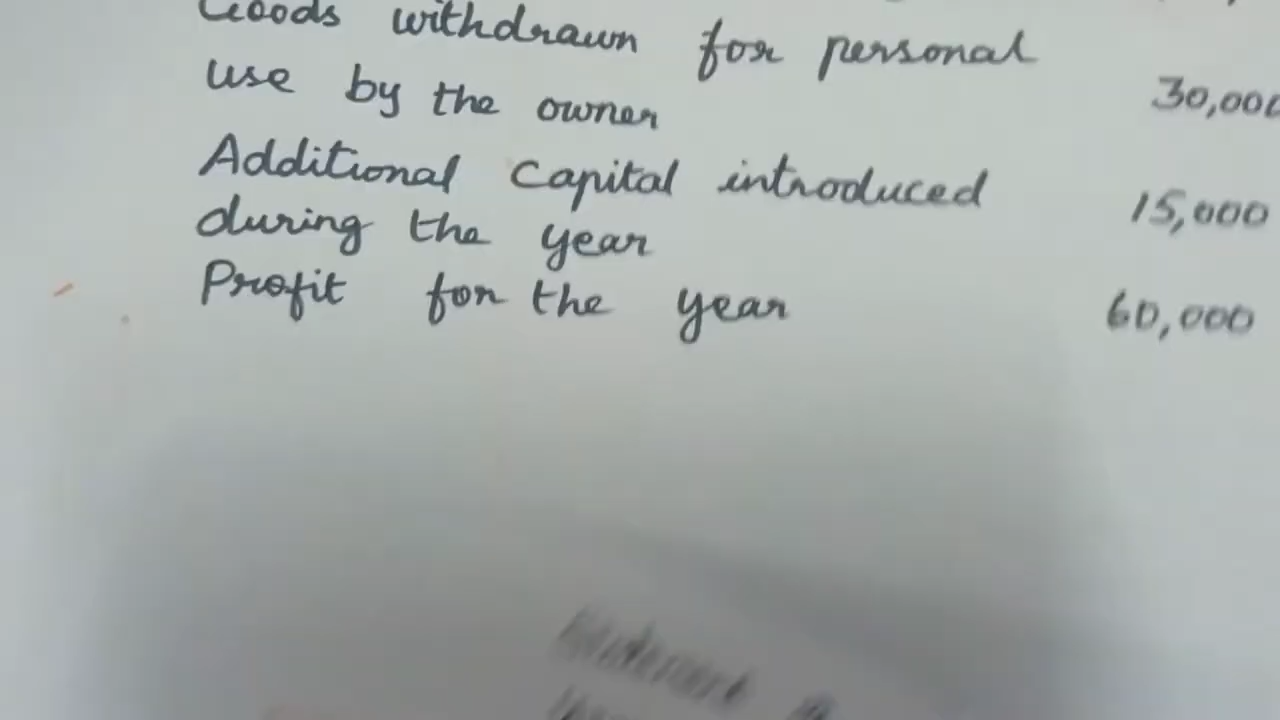 Goods withdrawn for personal
use by the owner 30,000
Additional Capital introduced
during the year 15,000
Profit for the year 60,000